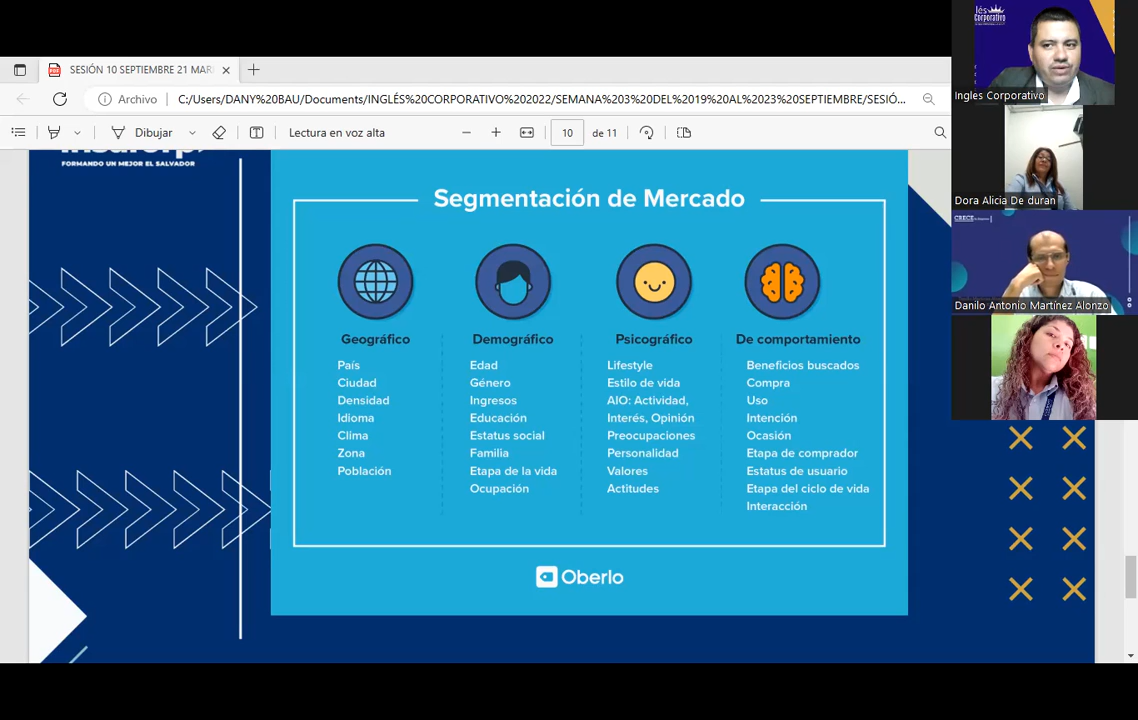 SESIÓN 10 SEPTIEMBRE 21 MAR
Archivo
C:/Users/DANY%20BAU/Documents/INGLÉS%20CORPORATIVO%202022/SEMANA%203%20DEL%2019%20AL%2023%20SEPTIEMBRE/SESIÓ...
Dibujar
Lectura en voz alta
10
de 11
FORMANDO UN MEJOR EL SALVADOR
Segmentación de Mercado
Geográfico
País
Ciudad
Densidad
Idioma
Clima
Zona
Población
Demográfico
Edad
Género
Ingresos
Educación
Estatus social
Familia
Etapa de la vida
Ocupación
Psicográfico
Lifestyle
Estilo de vida
AIO: Actividad,
Interés, Opinión
Preocupaciones
Personalidad
Valores
Actitudes
De comportamiento
Beneficios buscados
Compra
Uso
Intención
Ocasión
Etapa de comprador
Estatus de usuario
Etapa del ciclo de vida
Interacción
Oberlo
lés
Corporativo
Ingles Corporativo
Dora Alicia De duran
CRECE
Danilo Antonio Martínez Alonzo